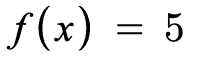 f(x) = 5